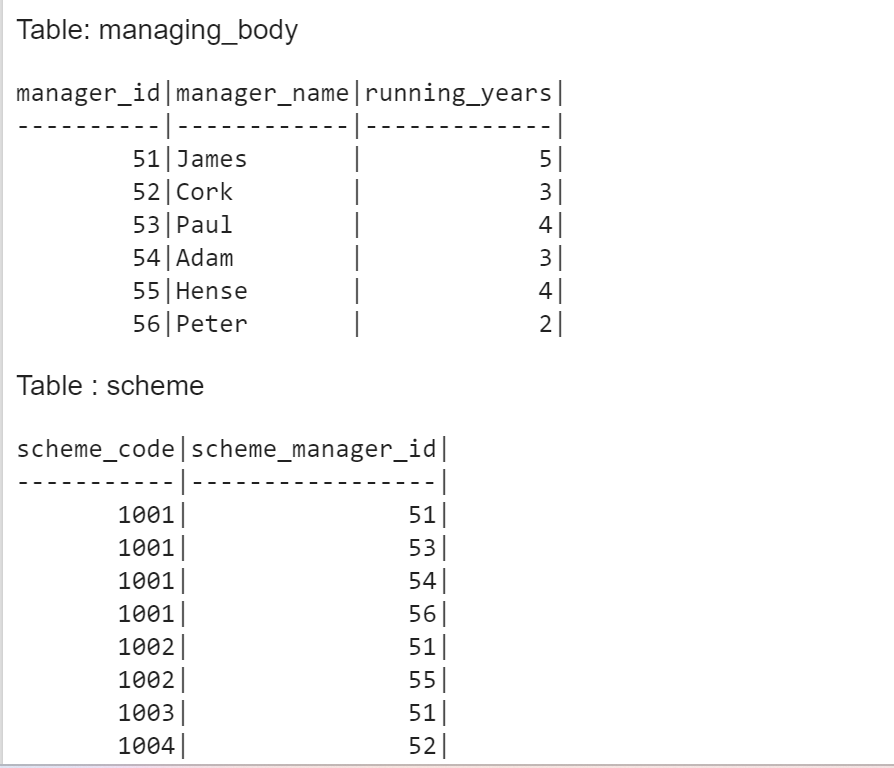 Table: managing_body
manager_id|manager_name|running_years|
----------|------------|-------------|
        51|James       |            5|
        52|Cork        |            3|
        53|Paul        |            4|
        54|Adam        |            3|
        55|Hense       |            4|
        56|Peter       |            2|
Table : scheme
scheme_code|scheme_manager_id|
-----------|-----------------|
       1001|               51|
       1001|               53|
       1001|               54|
       1001|               56|
       1002|               51|
       1002|               55|
       1003|               51|
       1004|               52|